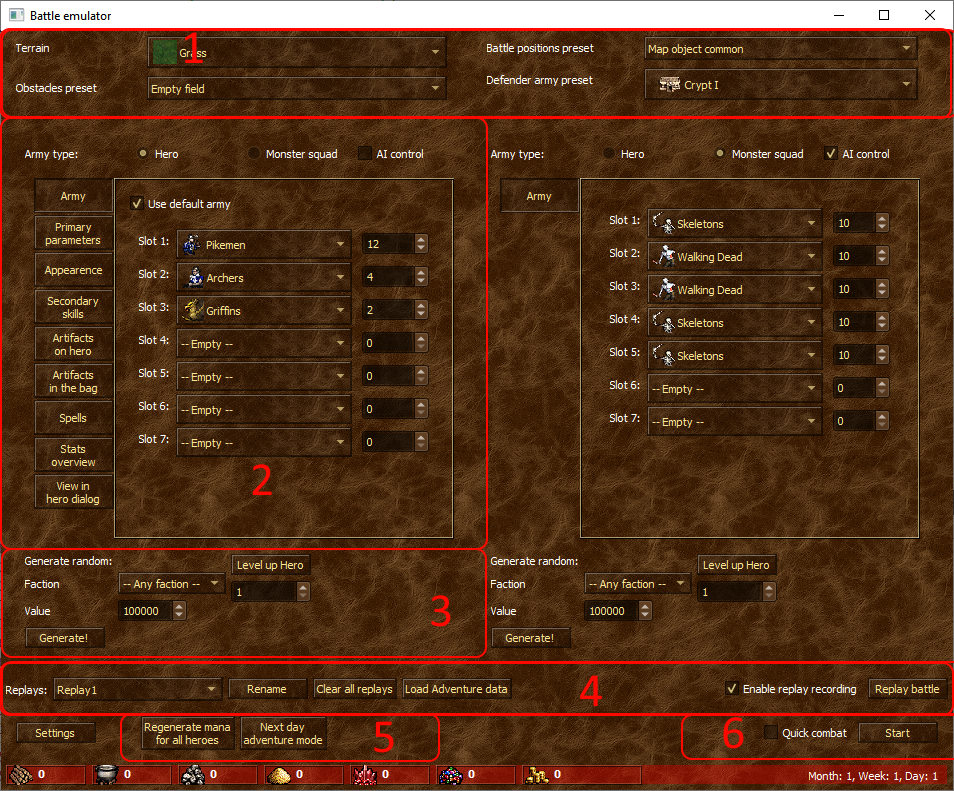 Battle emulator
Terrain
Grass
1
Battle positions preset
Map object common
Obstacles preset
Empty field
Defender army preset
Crypt I
Army type:
Hero
Monster squad
AI control
Army
Primary
parameters
Appearence
Secondary
skills
Artifacts
on hero
Artifacts
in the bag
Spells
Stats
overview
View in
hero dialog
Use default army
Slot 1: Pikemen 12
Slot 2: Archers 4
Slot 3: Griffins 2
Slot 4: -- Empty -- 0
Slot 5: -- Empty -- 0
Slot 6: -- Empty -- 0
Slot 7: -- Empty -- 0
2
Army type:
Hero
Monster squad
AI control
Army
Slot 1: Skeletons 10
Slot 2: Walking Dead 10
Slot 3: Walking Dead 10
Slot 4: Skeletons 10
Slot 5: Skeletons 10
Slot 6: -- Empty -- 0
Slot 7: -- Empty -- 0
Generate random:
Level up Hero
Faction
-- Any faction --
1
Value
100000
Generate!
3
Generate random:
Level up Hero
Faction
-- Any faction --
1
Value
100000
Generate!
Replays:
Replay1
Rename
Clear all replays
Load Adventure data
4
Enable replay recording
Replay battle
Settings
Regenerate mana
for all heroes
Next day
adventure mode
5
6
Quick combat
Start
0
0
0
0
0
0
0
Month: 1, Week: 1, Day: 1